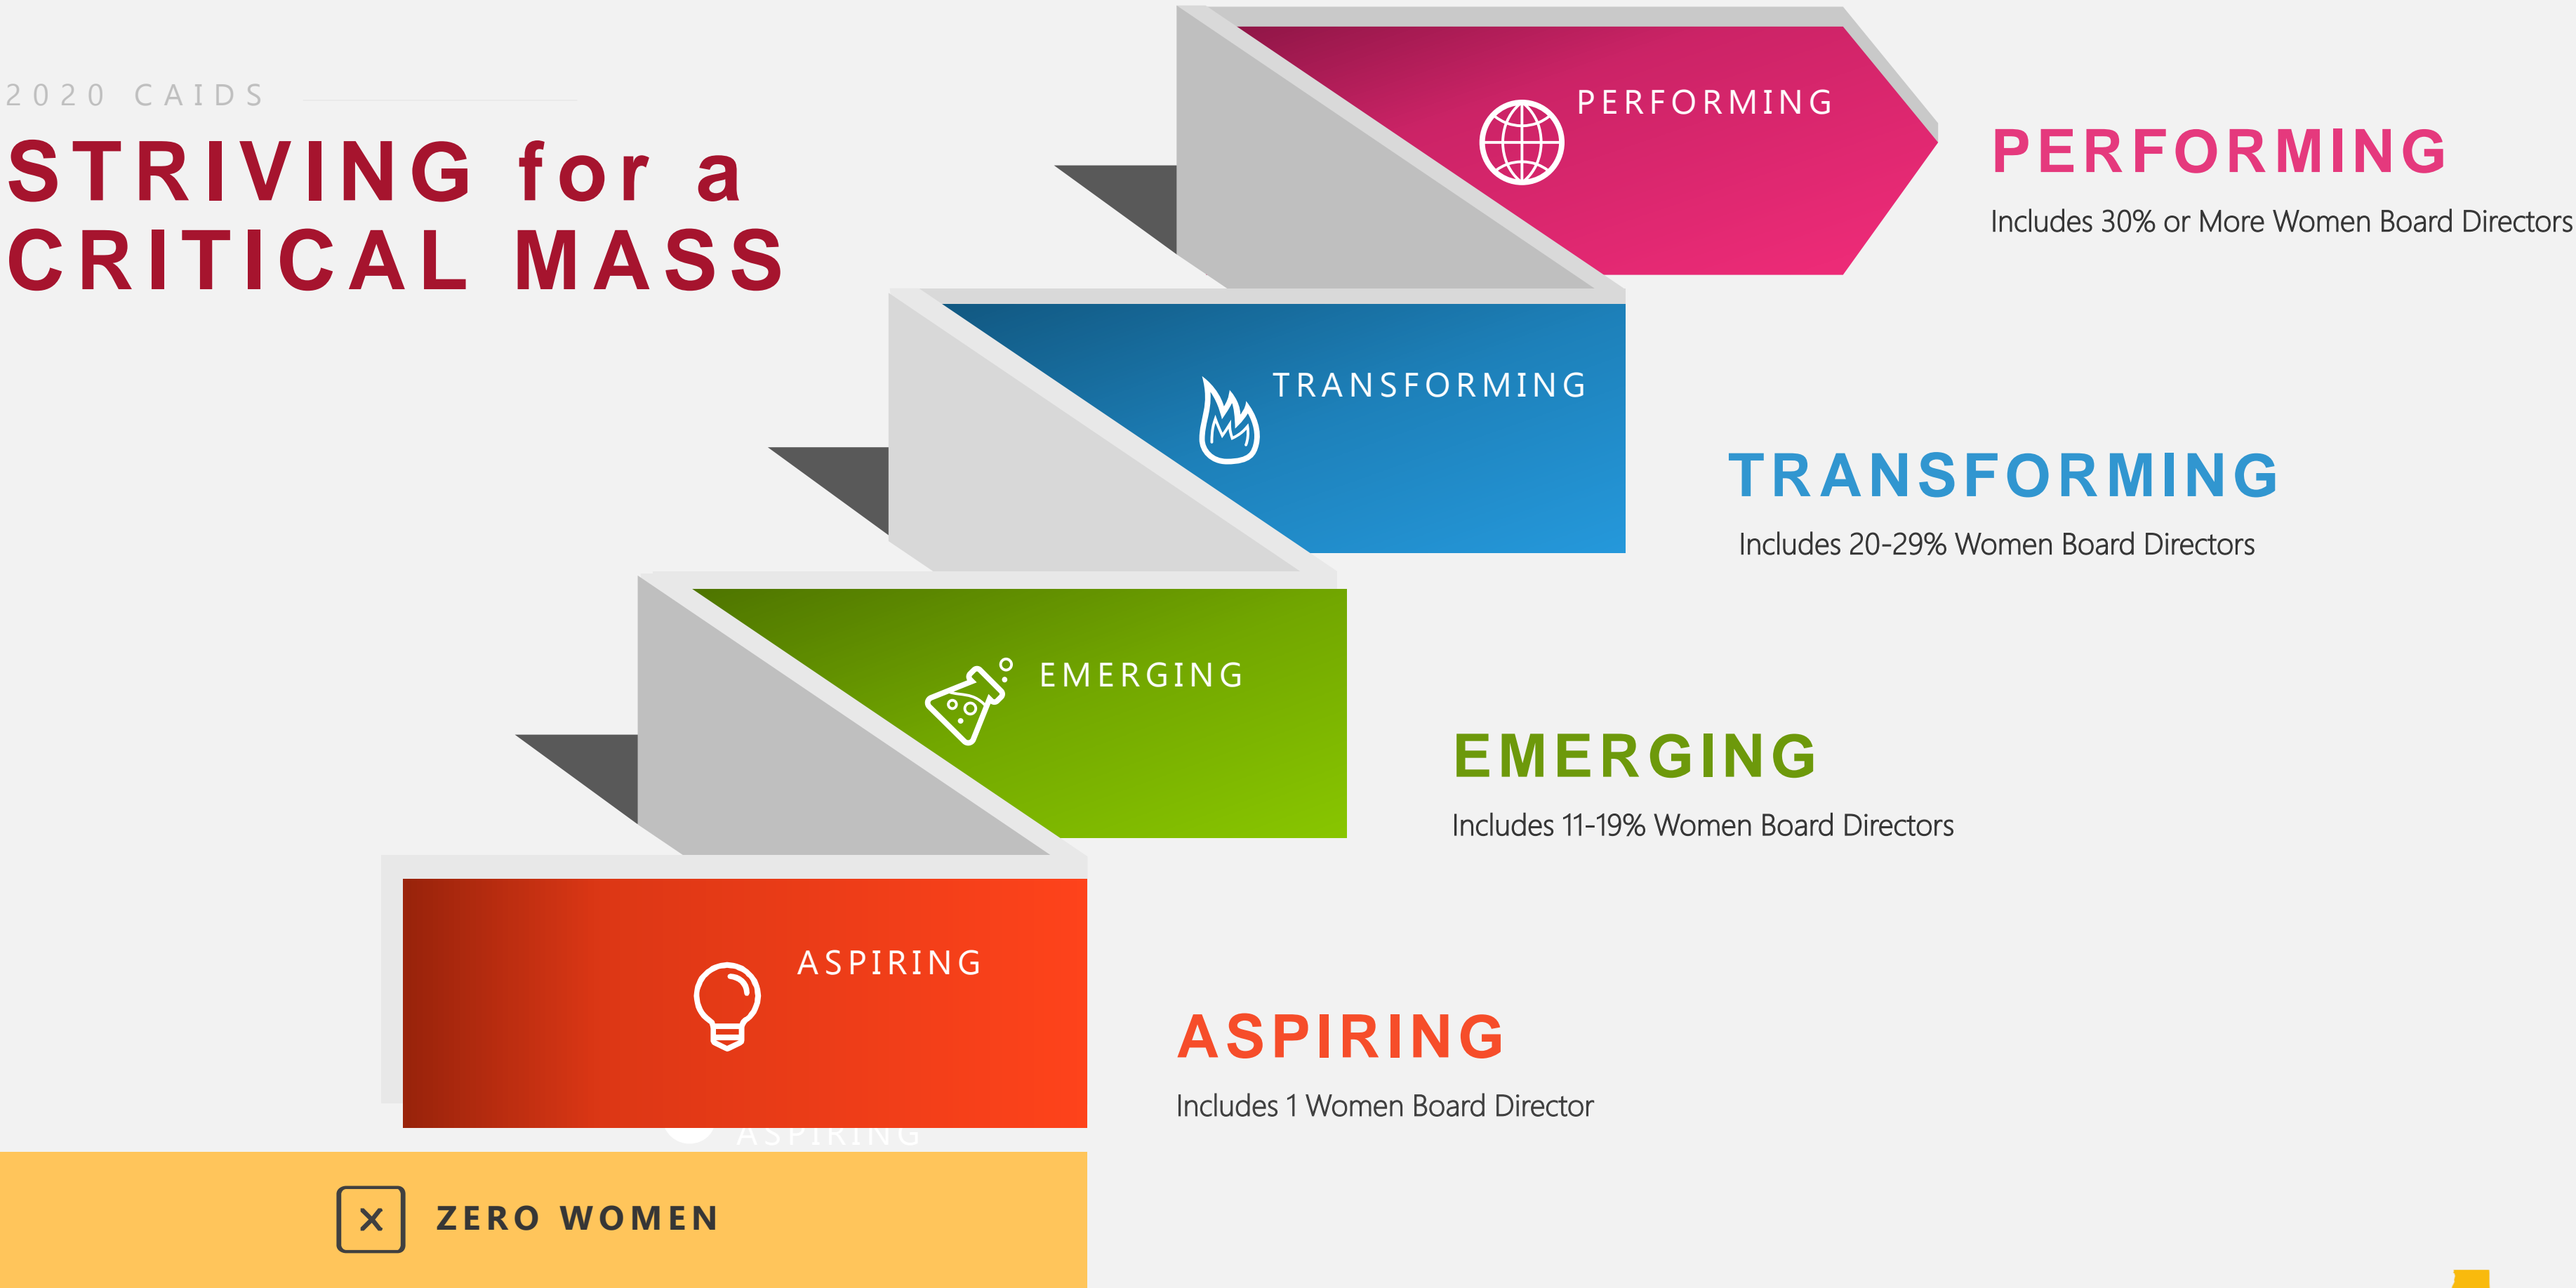 2020 CAIDS
STRIVING for a
CRITICAL MASS
PERFORMING
PERFORMING
Includes 30% or More Women Board Directors
TRANSFORMING
TRANSFORMING
Includes 20-29% Women Board Directors
EMERGING
EMERGING
Includes 11-19% Women Board Directors
ASPIRING
ASPIRING
Includes 1 Women Board Director
ASPIRING
ZERO WOMEN